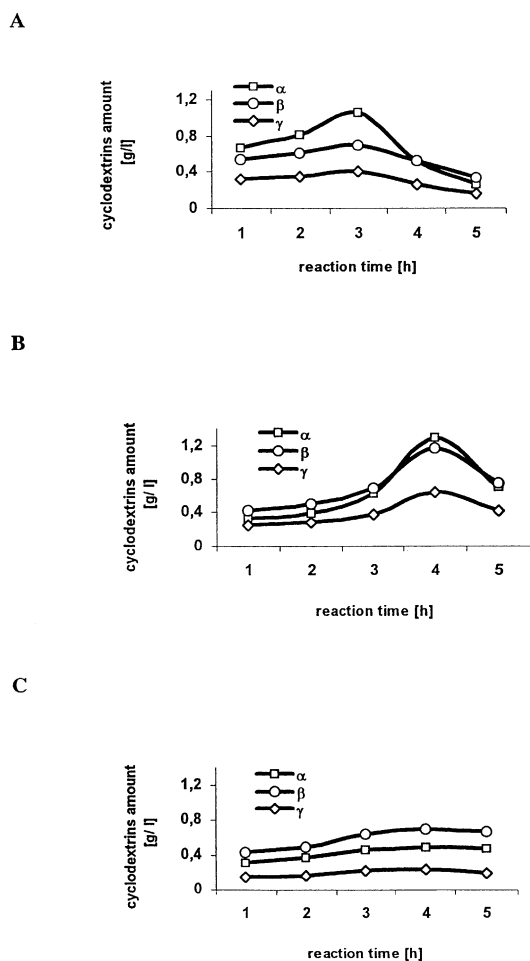 A
cyclodextrins amount
[g/l]
1,2
0,8
0,4
0
α
β
γ
1 2 3 4 5
reaction time [h]
B
cyclodextrins amount
[g/ l]
1,2
0,8
0,4
0
α
β
γ
1 2 3 4 5
reaction time [h]
C
cyclodextrins amount
[g/ l]
1,2
0,8
0,4
0
α
β
γ
1 2 3 4 5
reaction time [h]